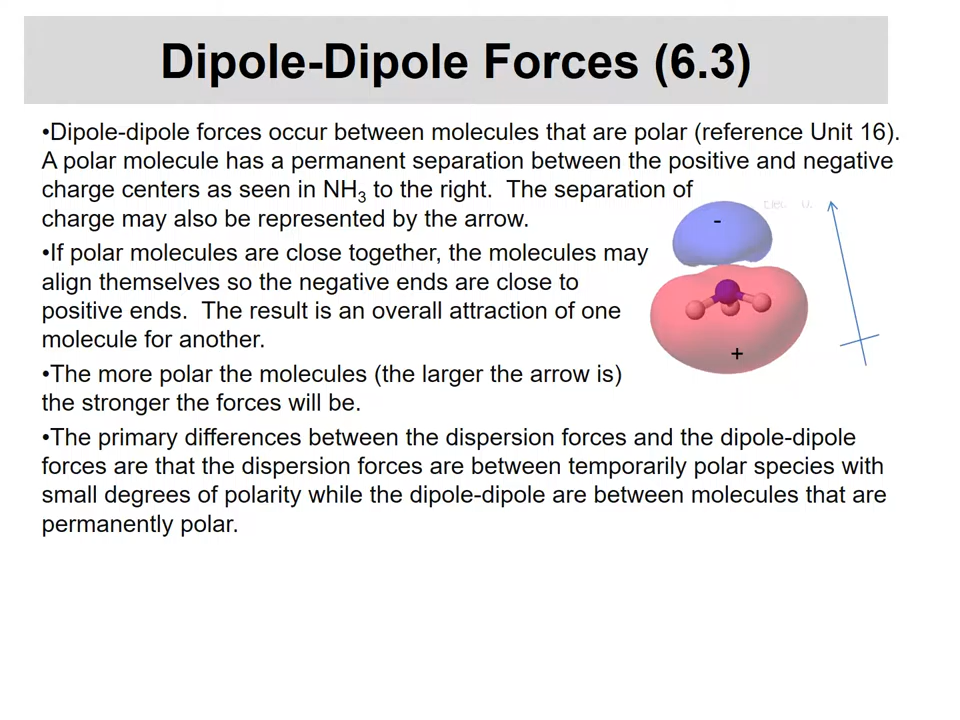 Dipole-Dipole Forces (6.3)
•Dipole-dipole forces occur between molecules that are polar (reference Unit 16).
A polar molecule has a permanent separation between the positive and negative
charge centers as seen in NH₃ to the right.  The separation of
charge may also be represented by the arrow.
•If polar molecules are close together, the molecules may
align themselves so the negative ends are close to
positive ends.  The result is an overall attraction of one
molecule for another.
•The more polar the molecules (the larger the arrow is)
the stronger the forces will be.
•The primary differences between the dispersion forces and the dipole-dipole
forces are that the dispersion forces are between temporarily polar species with
small degrees of polarity while the dipole-dipole are between molecules that are
permanently polar.
-
+